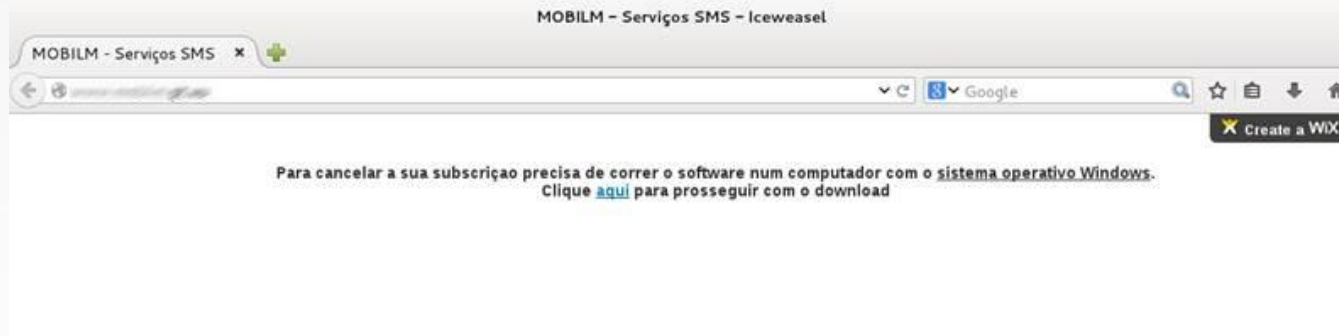 MOBILM - Serviços SMS - Iceweasel
MOBILM - Serviços SMS
Google
Create a WiX
Para cancelar a sua subscriçao precisa de correr o software num computador com o sistema operativo Windows.
Clique aqui para prosseguir com o download